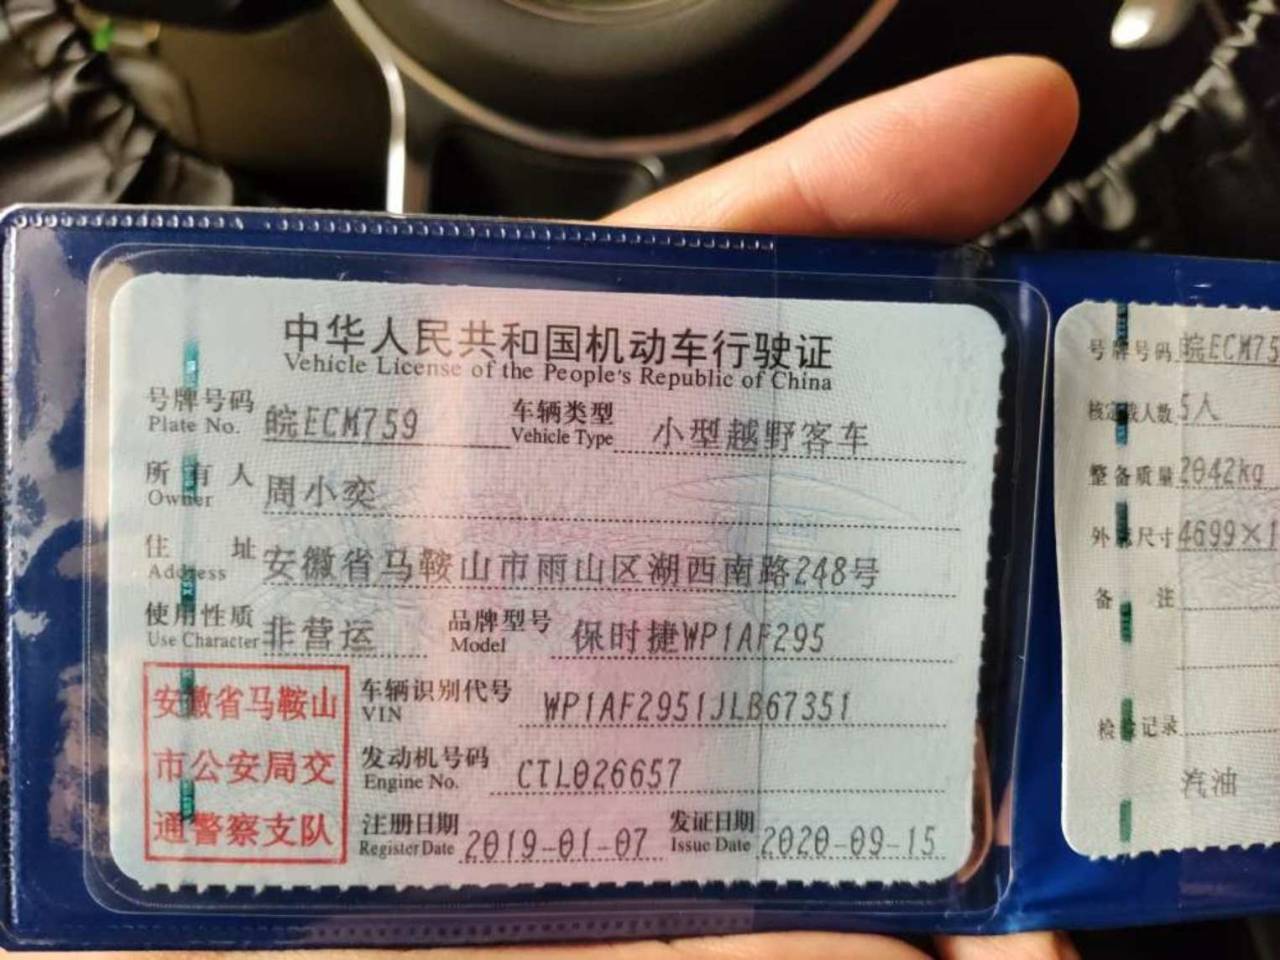 中华人民共和国机动车行驶证
Vehicle License of the People's Republic of China
号牌号码 皖ECM759 车辆类型 小型越野客车
Plate No. Vehicle Type
所有人 周小奕
Owner
住址 安徽省马鞍山市雨山区湖西南路248号
Address
使用性质 非营运 品牌型号 保时捷WP1AF295
Use Character Model
安徽省马鞍山
市公安局交
通警察支队
车辆识别代号 WP1AF2951JLB67351
VIN
发动机号码 CTL026657
Engine No.
注册日期 2019-01-07 发证日期 2020-09-15
Register Date Issue Date
号牌号码 皖ECM75
核定载人数 5人
整备质量 2042kg
外廓尺寸 4699×1
备注
检验记录
汽油